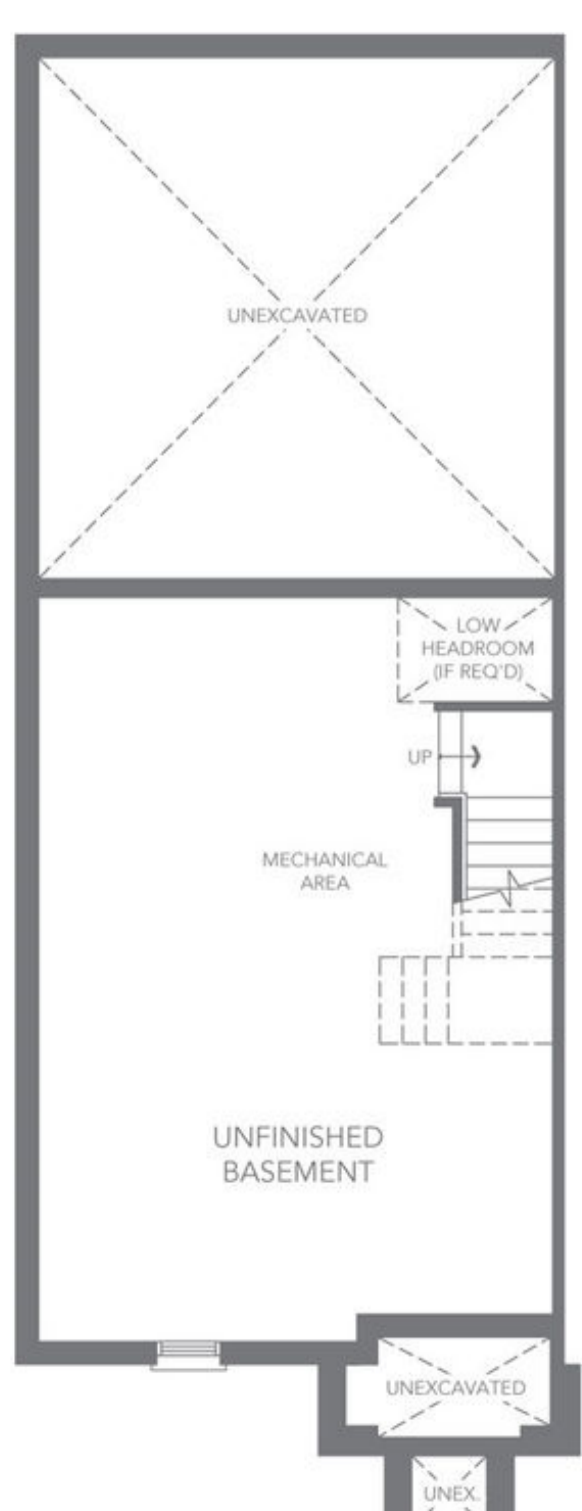 UNEXCAVATED
LOW
HEADROOM
(IF REQ'D)
UP
MECHANICAL
AREA
UNFINISHED
BASEMENT
UNEXCAVATED
UNEX.